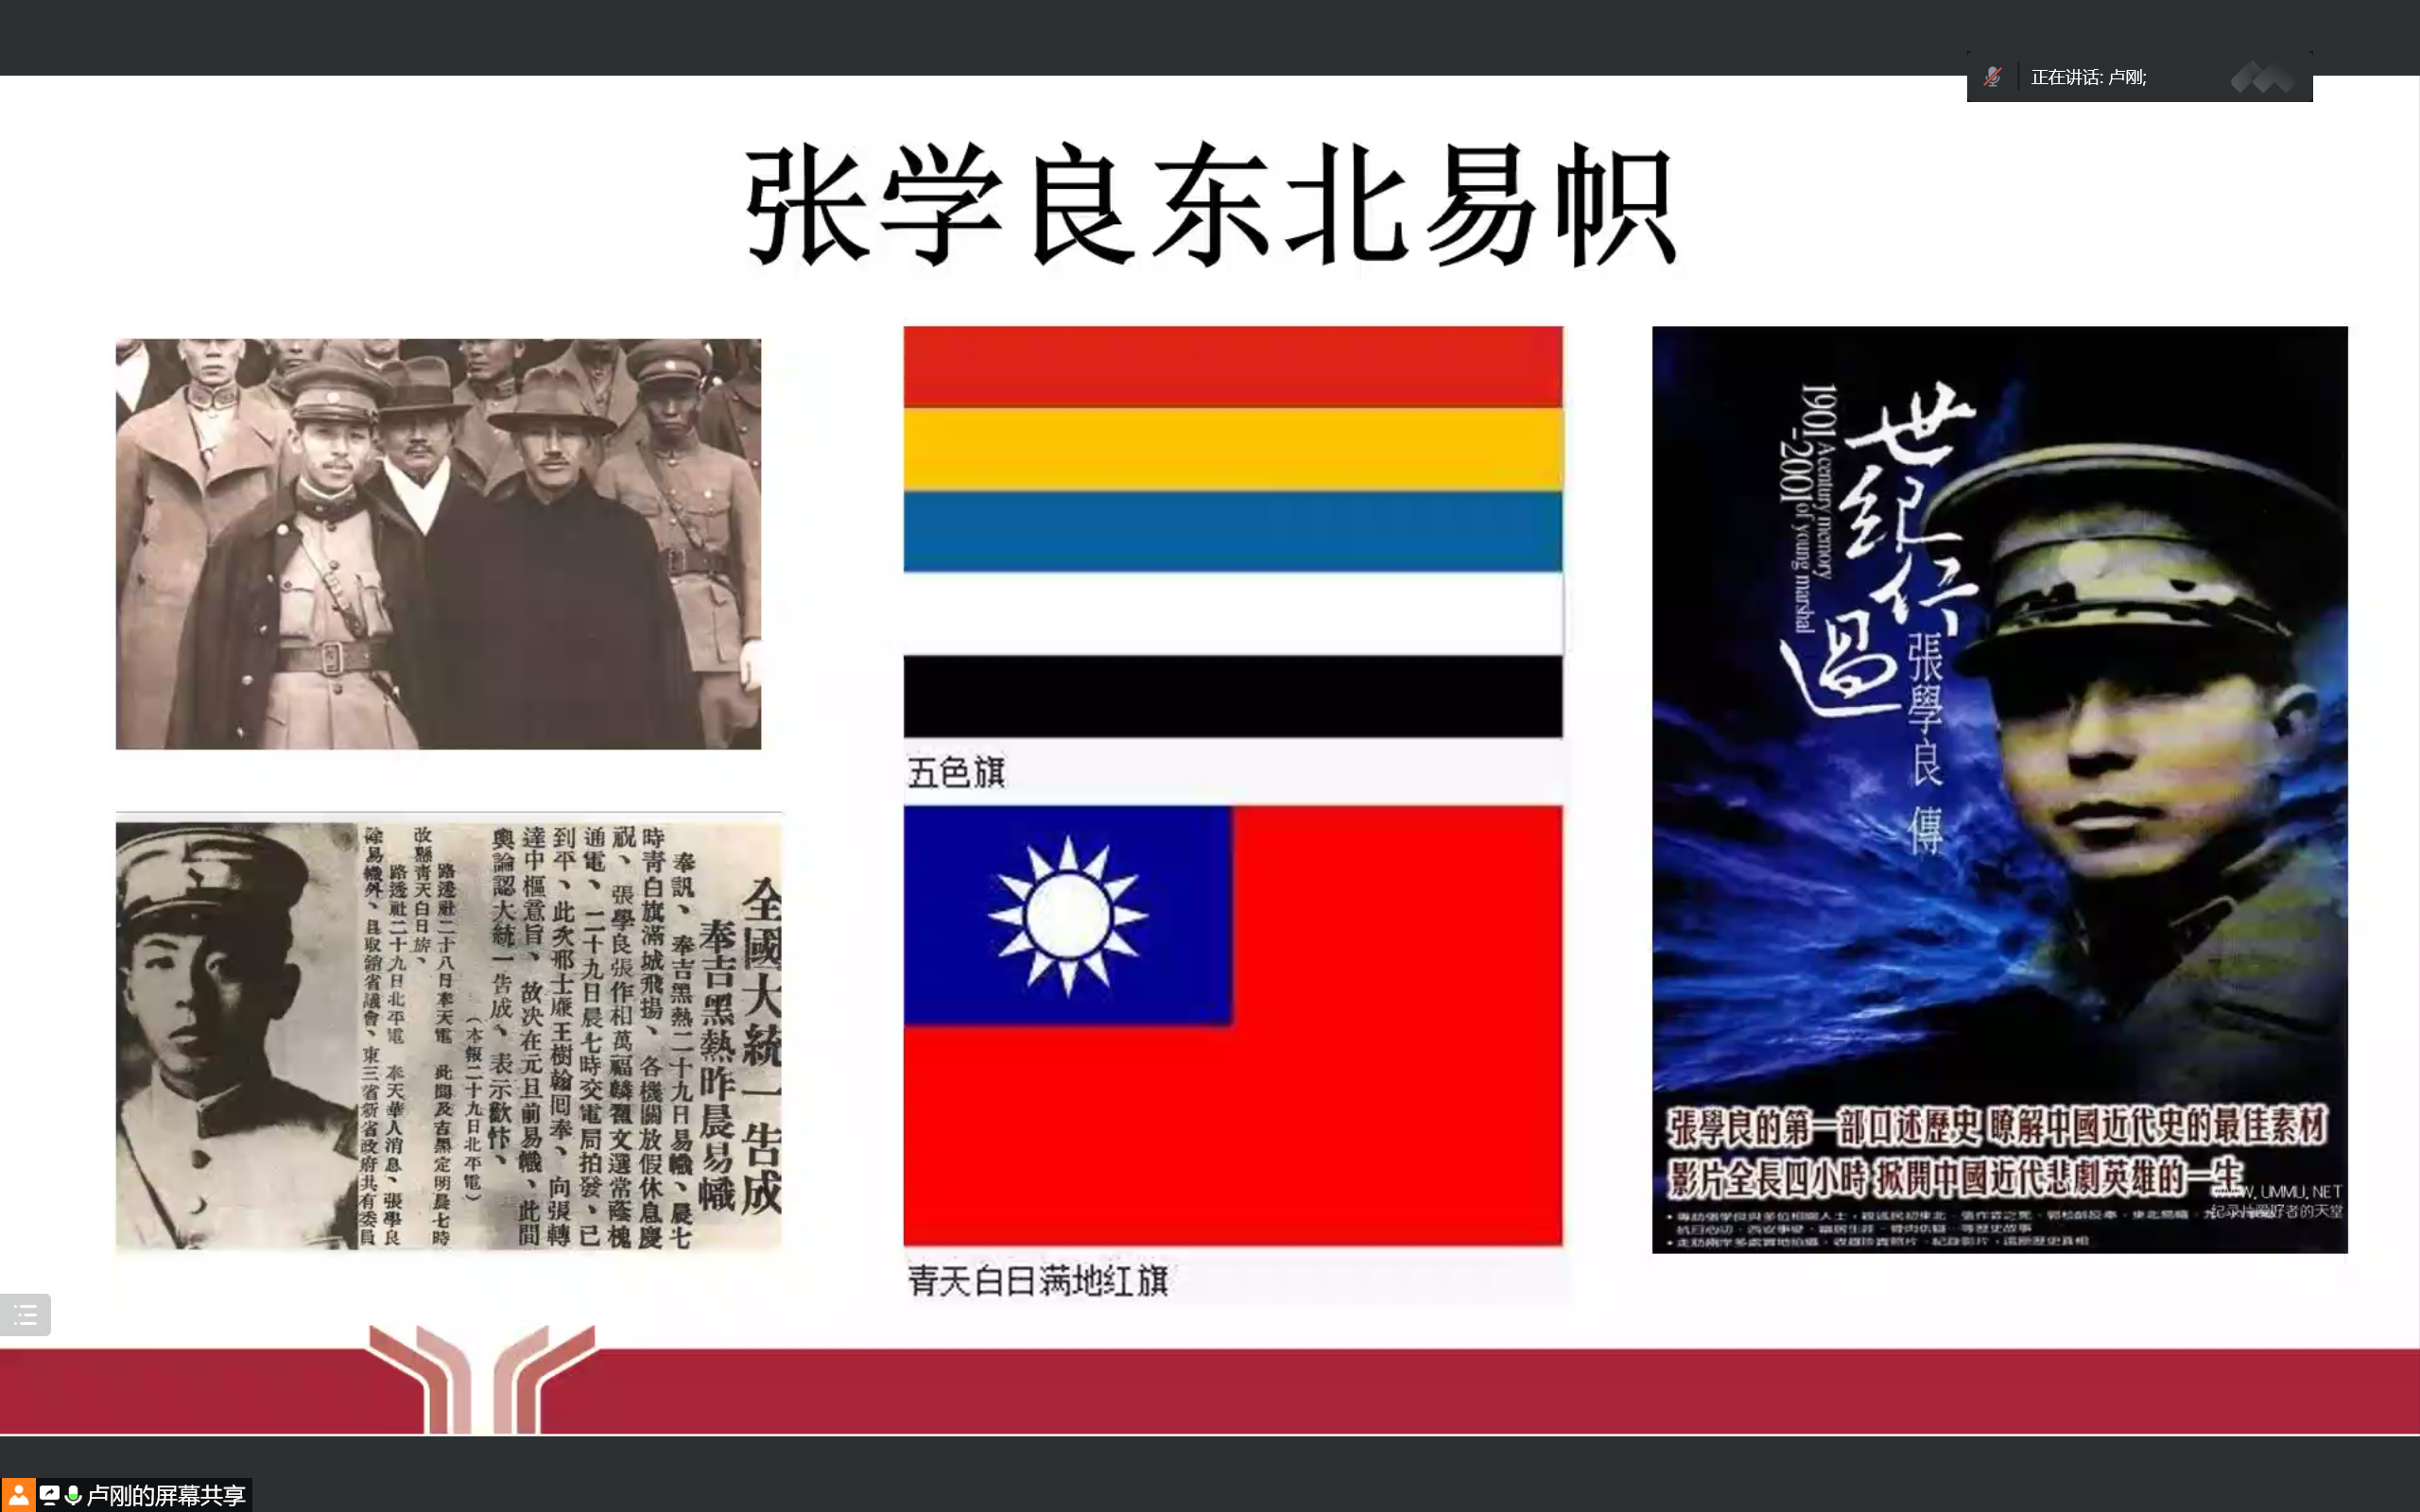 正在讲话: 卢刚;
张学良东北易帜
全國大統一告成
奉吉黑熱昨晨易幟
奉訊、奉吉黑熱二十九日易幟、晨七
時青白旗滿城飛揚、各機關放假休息慶
祝、張學良張作相萬福麟翟文選常蔭槐
通電、二十九日晨七時交電局拍發、已
到平、此次邢士廉王樹翰囘奉、向張轉
達中樞意旨、故決在元旦前易幟、此間
輿論認大統一告成、表示歡忭、
(本報二十九日北平電)
路透社二十八日奉天電 此間及吉黑定明晨七時
改懸青天白日旂、
路透社二十九日北平電 奉天華人消息、張學良
除易幟外、且取銷省議會、東三省新省政府共有委員
五色旗
青天白日满地红旗
世纪行過
1901-2001
A century memory
of young marshal
張學良 傳
張學良的第一部口述歷史 瞭解中國近代史的最佳素材
影片全長四小時 掀開中國近代悲劇英雄的一生
WWW.UMMU.NET
纪录片爱好者的天堂
卢刚的屏幕共享